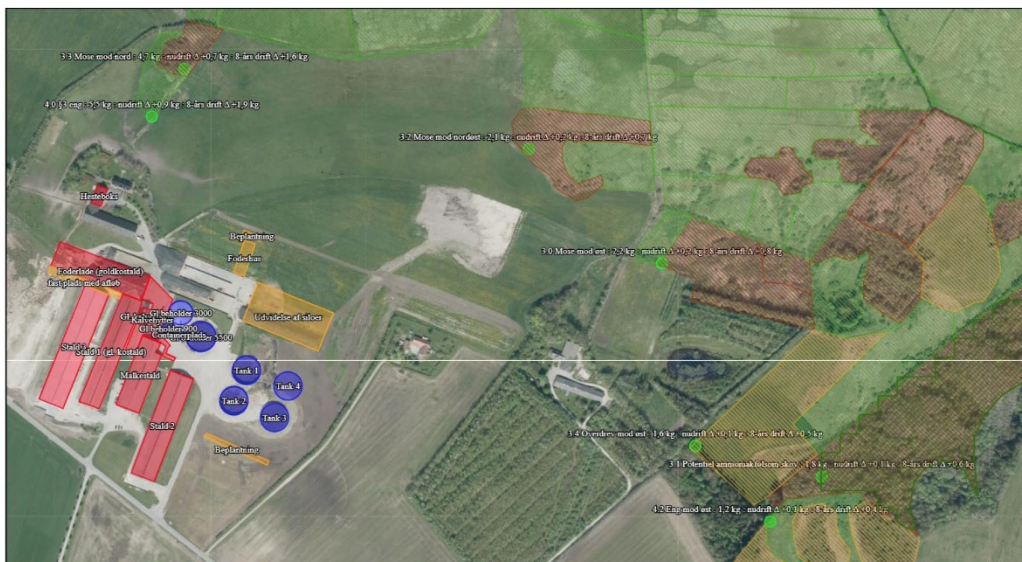 3.3 Mose mod nord : 4,7 kg : nudrift Δ +0,7 kg : 8-års drift Δ +1,6 kg
4.0 §3 eng : 5,5 kg : nudrift Δ +0,9 kg : 8-års drift Δ +1,9 kg
3.2 Mose mod nordøst : 2,1 kg : nudrift Δ kg : 8-års drift Δ kg
Hesteboks
Beplantning
Foderhus
3.0 Mose mod øst : 2,2 kg : nudrift Δ +0,2 kg : 8-års drift Δ +0,8 kg
Foderlade (goldkostald)
fast plads med afløb
Gl beholder 3000
Kalvehytter
Containerplads
Udvidelse af siloer
Stald 1 (gl. kostald)
Malkestald
Tank 1
Tank 4
Tank 2
Tank 3
Stald 2
Beplantning
3.4 Overdrev mod øst : 1,6 kg : nudrift Δ +0,1 kg : 8-års drift Δ +0,5 kg
3.1 Potentiel ammoniakfølsom skov : 1,8 kg : nudrift Δ +0,1 kg : 8-års drift Δ +0,6 kg
4.2 Eng mod øst : 1,2 kg : nudrift Δ +0,1 kg : 8-års drift Δ +0,4 kg